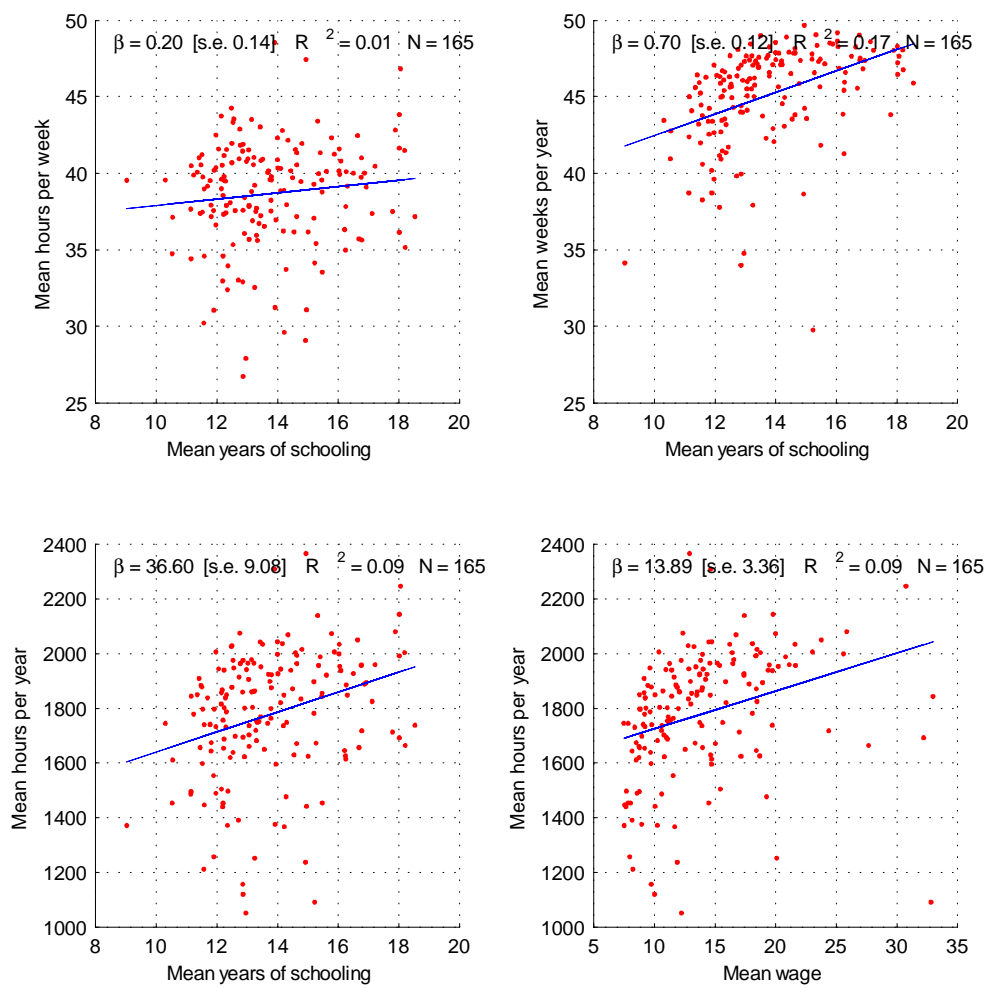 β = 0.20 [s.e. 0.14] R 2 = 0.01 N = 165
50
45
40
35
30
25
8 10 12 14 16 18 20
Mean hours per week
Mean years of schooling
β = 0.70 [s.e. 0.12] R 2 = 0.17 N = 165
50
45
40
35
30
25
8 10 12 14 16 18 20
Mean weeks per year
Mean years of schooling
β = 36.60 [s.e. 9.08] R 2 = 0.09 N = 165
2400
2200
2000
1800
1600
1400
1200
1000
8 10 12 14 16 18 20
Mean hours per year
Mean years of schooling
β = 13.89 [s.e. 3.36] R 2 = 0.09 N = 165
2400
2200
2000
1800
1600
1400
1200
1000
5 10 15 20 25 30 35
Mean hours per year
Mean wage